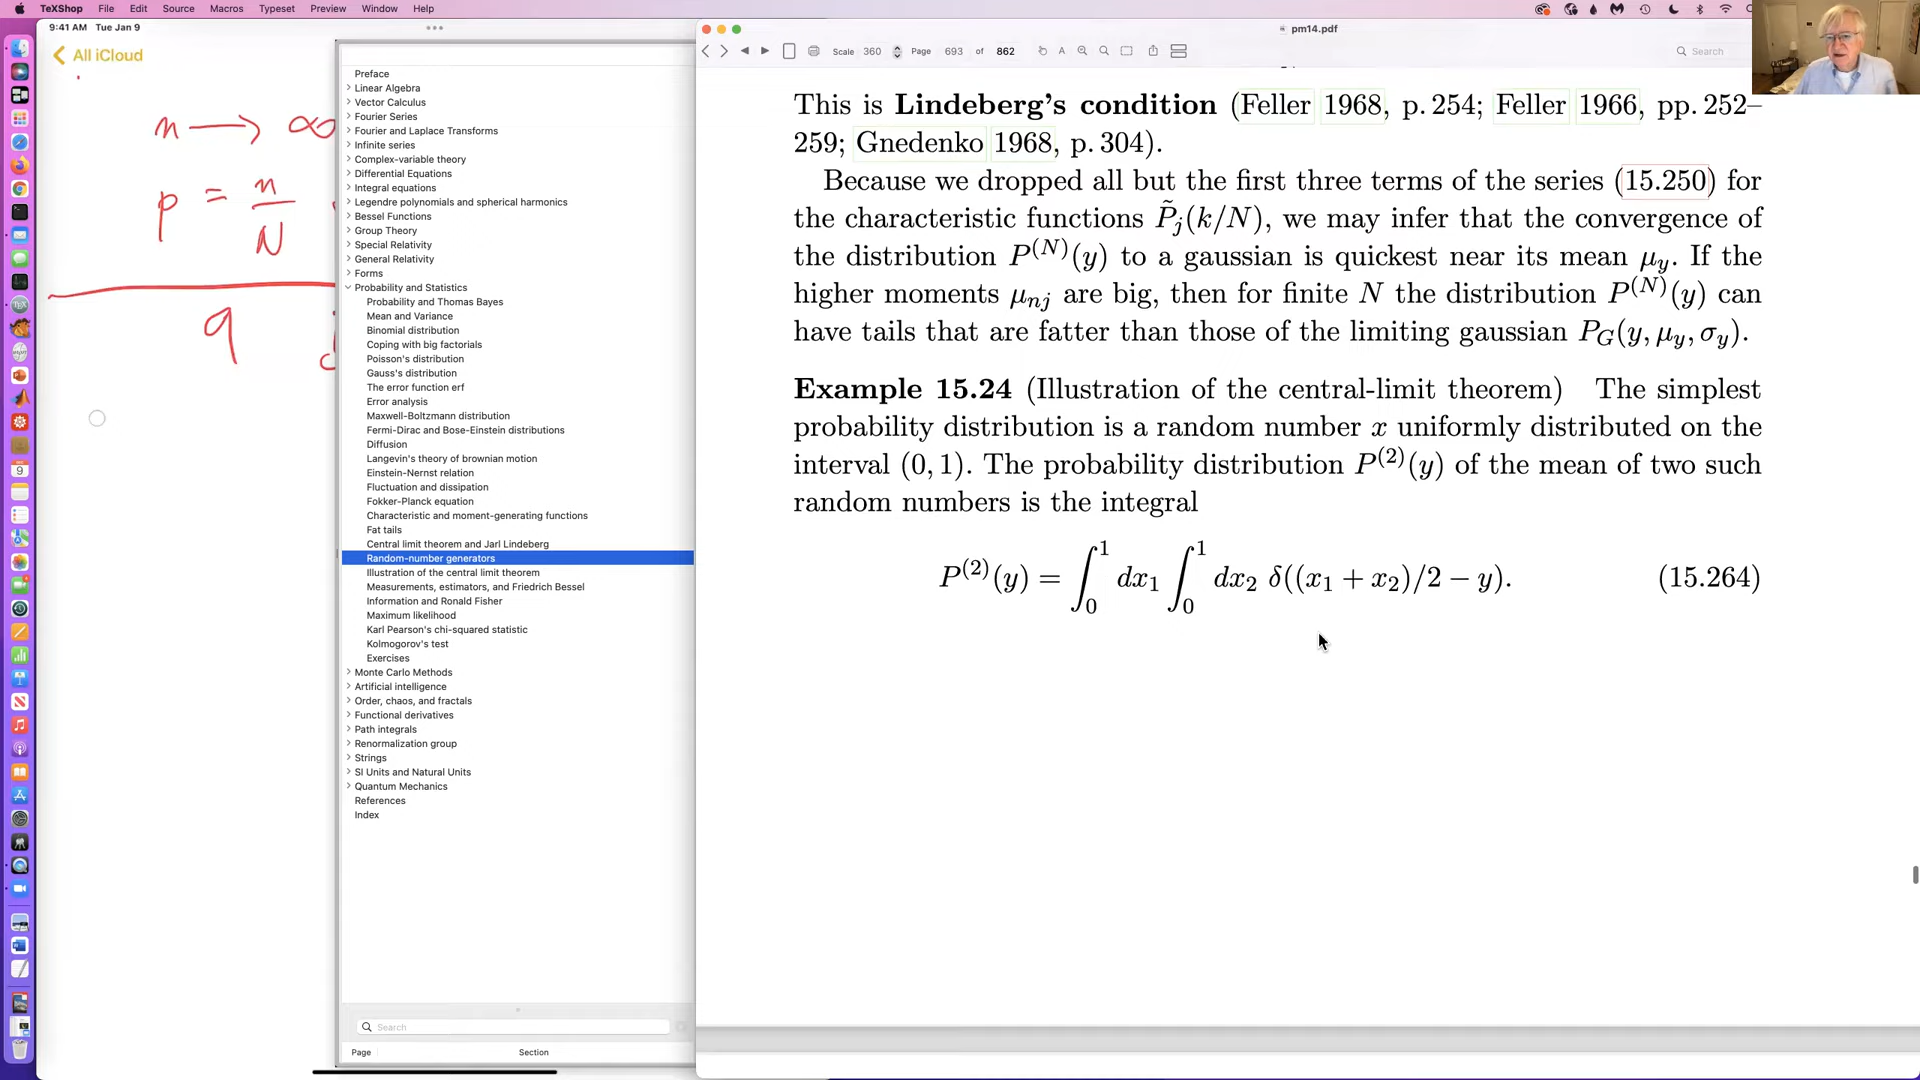 TeXShop File Edit Source Macros Typeset Preview Window Help
9:41 AM Tue Jan 9
All iCloud
n → ∞
p = n/N
q
Preface
Linear Algebra
Vector Calculus
Fourier Series
Fourier and Laplace Transforms
Infinite series
Complex-variable theory
Differential Equations
Integral equations
Legendre polynomials and spherical harmonics
Bessel Functions
Group Theory
Special Relativity
General Relativity
Forms
Probability and Statistics
Probability and Thomas Bayes
Mean and Variance
Binomial distribution
Coping with big factorials
Poisson's distribution
Gauss's distribution
The error function erf
Error analysis
Maxwell-Boltzmann distribution
Fermi-Dirac and Bose-Einstein distributions
Diffusion
Langevin's theory of brownian motion
Einstein-Nernst relation
Fluctuation and dissipation
Fokker-Planck equation
Characteristic and moment-generating functions
Fat tails
Central limit theorem and Jarl Lindeberg
Random-number generators
Illustration of the central limit theorem
Measurements, estimators, and Friedrich Bessel
Information and Ronald Fisher
Maximum likelihood
Karl Pearson's chi-squared statistic
Kolmogorov's test
Exercises
Monte Carlo Methods
Artificial intelligence
Order, chaos, and fractals
Functional derivatives
Path integrals
Renormalization group
Strings
SI Units and Natural Units
Quantum Mechanics
References
Index
Search
Page Section
pm14.pdf
Scale 360 Page 693 of 862 Search
This is Lindeberg's condition (Feller 1968, p. 254; Feller 1966, pp. 252–
259; Gnedenko 1968, p. 304).
Because we dropped all but the first three terms of the series (15.250) for
the characteristic functions P̃_j(k/N), we may infer that the convergence of
the distribution P^(N)(y) to a gaussian is quickest near its mean μ_y. If the
higher moments μ_nj are big, then for finite N the distribution P^(N)(y) can
have tails that are fatter than those of the limiting gaussian P_G(y, μ_y, σ_y).
Example 15.24 (Illustration of the central-limit theorem) The simplest
probability distribution is a random number x uniformly distributed on the
interval (0, 1). The probability distribution P^(2)(y) of the mean of two such
random numbers is the integral
P^(2)(y) = ∫_0^1 dx_1 ∫_0^1 dx_2 δ((x_1 + x_2)/2 − y). (15.264)